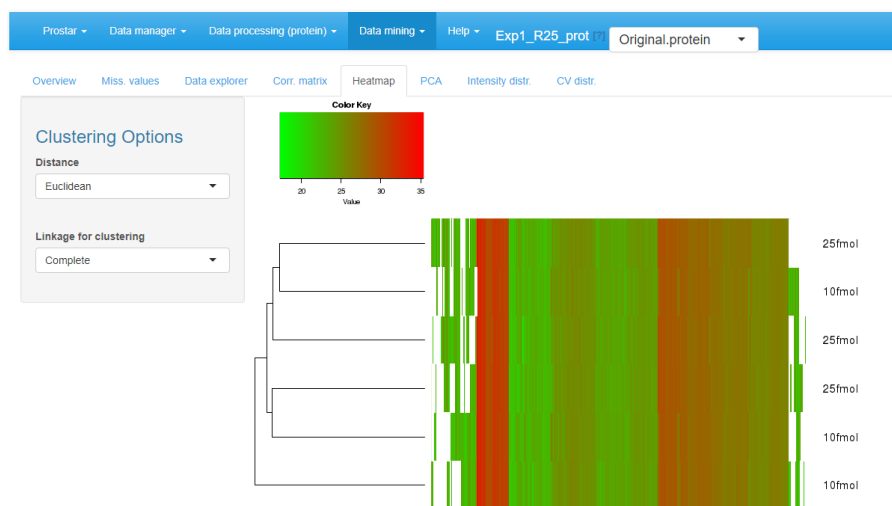 Prostar Data manager Data processing (protein) Data mining Help Exp1_R25_prot [?] Original.protein
Overview Miss. values Data explorer Corr. matrix Heatmap PCA Intensity distr. CV distr.
Clustering Options
Distance
Euclidean
Linkage for clustering
Complete
Color Key
20 25 30 35
Value
25fmol
10fmol
25fmol
25fmol
10fmol
10fmol